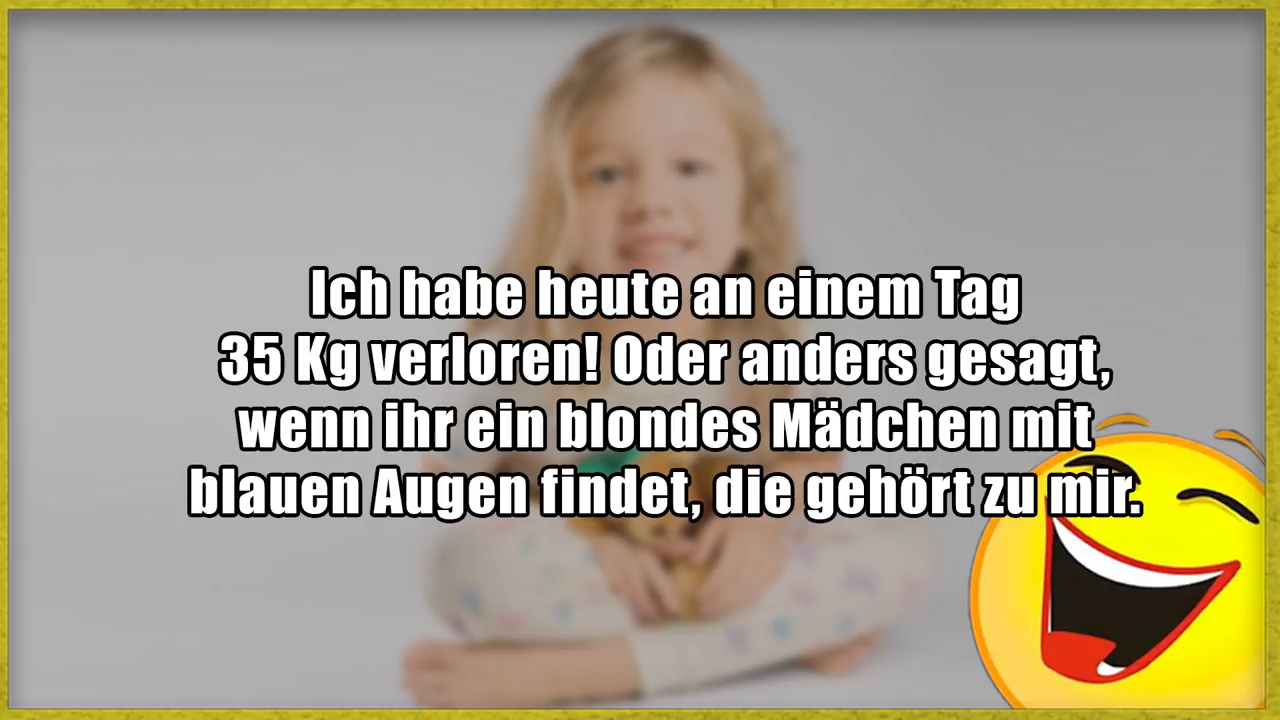 Ich habe heute an einem Tag
35 Kg verloren! Oder anders gesagt,
wenn ihr ein blondes Mädchen mit
blauen Augen findet, die gehört zu mir.